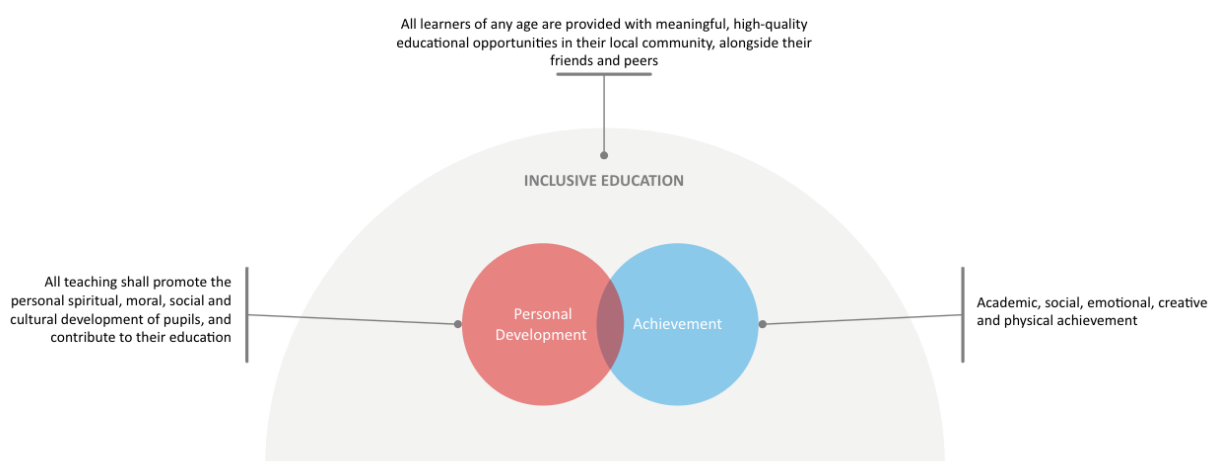 All learners of any age are provided with meaningful, high-quality
educational opportunities in their local community, alongside their
friends and peers
INCLUSIVE EDUCATION
All teaching shall promote the
personal spiritual, moral, social and
cultural development of pupils, and
contribute to their education
Personal
Development
Achievement
Academic, social, emotional, creative
and physical achievement